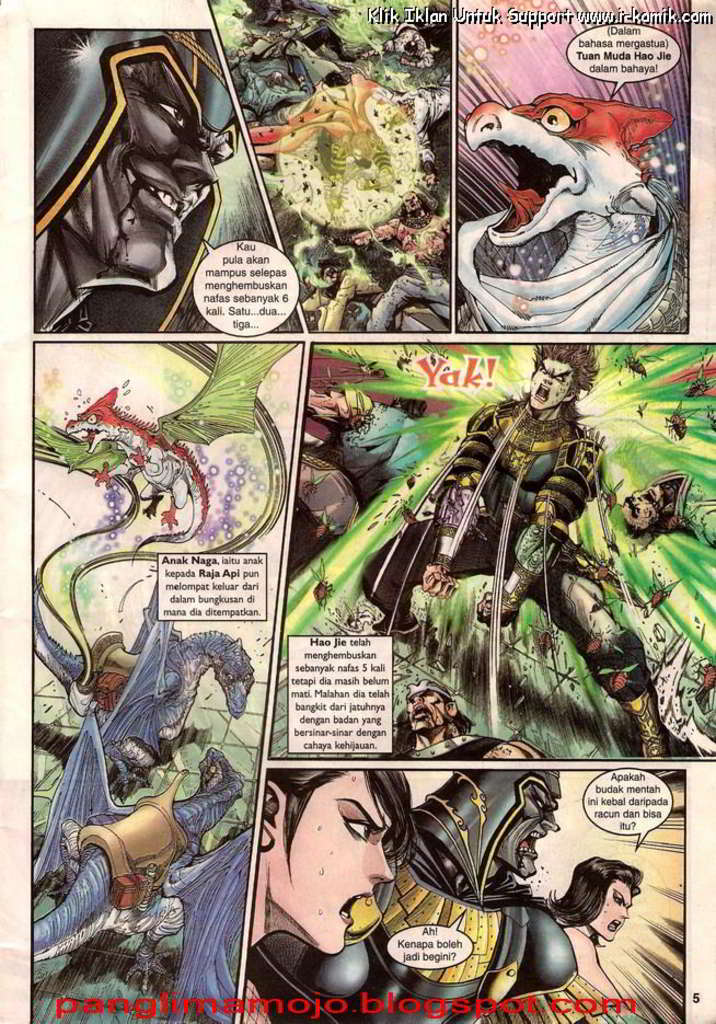 Klik Iklan Untuk Support www.i-komik.com
Kau
pula akan
mampus selepas
menghembuskan
nafas sebanyak 6
kali. Satu...dua...
tiga...
(Dalam
bahasa mergastua)
Tuan Muda Hao Jie
dalam bahaya!
Anak Naga, iaitu anak
kepada Raja Api pun
melompat keluar dari
dalam bungkusan di
mana dia ditempatkan.
Yak!
Hao Jie telah
menghembuskan
sebanyak nafas 5 kali
tetapi dia masih belum
mati. Malahan dia telah
bangkit dari jatuhnya
dengan badan yang
bersinar-sinar dengan
cahaya kehijauan.
Ah!
Kenapa boleh
jadi begini?
Apakah
budak mentah
ini kebal daripada
racun dan bisa
itu?
5
panglimamojo.blogspot.com